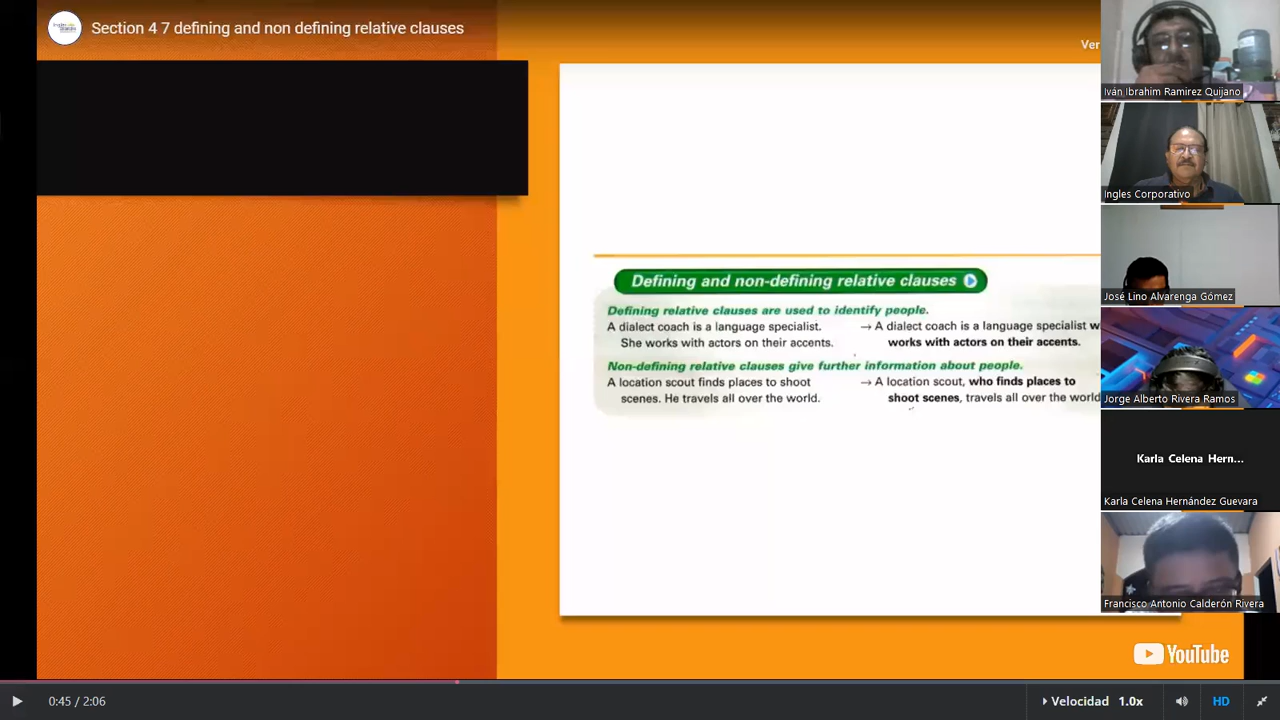 Section 4 7 defining and non defining relative clauses
Ver
Iván Ibrahim Ramirez Quijano
Ingles Corporativo
José Lino Alvarenga Gómez
Jorge Alberto Rivera Ramos
Karla Celena Hern...
Karla Celena Hernández Guevara
Francisco Antonio Calderón Rivera
Defining and non-defining relative clauses
Defining relative clauses are used to identify people.
A dialect coach is a language specialist. → A dialect coach is a language specialist w
She works with actors on their accents. works with actors on their accents.
Non-defining relative clauses give further information about people.
A location scout finds places to shoot → A location scout, who finds places to
scenes. He travels all over the world. shoot scenes, travels all over the world
YouTube
0:45 / 2:06
Velocidad 1.0x
HD